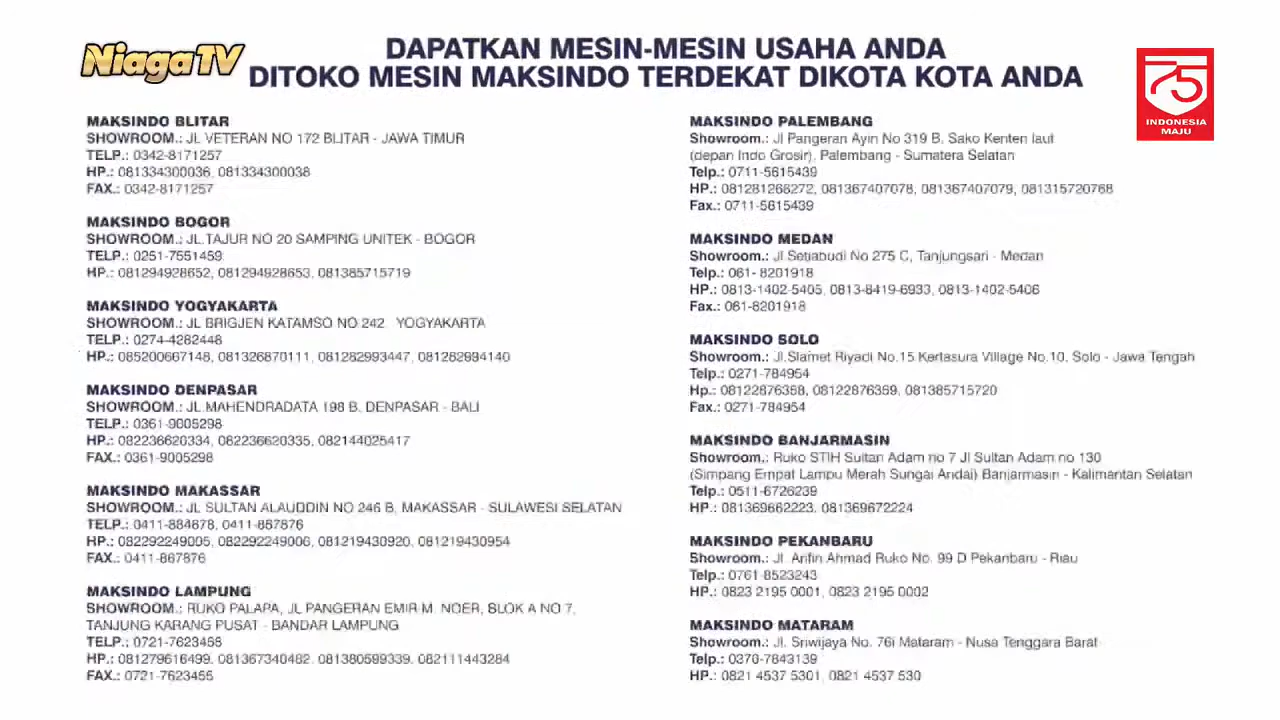 NiagaTV
DAPATKAN MESIN-MESIN USAHA ANDA
DITOKO MESIN MAKSINDO TERDEKAT DIKOTA KOTA ANDA
75
INDONESIA
MAJU
MAKSINDO BLITAR
SHOWROOM.: JL VETERAN NO 172 BLITAR - JAWA TIMUR
TELP.: 0342-8171257
HP.: 081334300036, 081334300038
FAX.: 0342-8171257
MAKSINDO BOGOR
SHOWROOM.: JL.TAJUR NO 20 SAMPING UNITEK - BOGOR
TELP.: 0251-7551459
HP.: 081294928652, 081294928653, 081385715719
MAKSINDO YOGYAKARTA
SHOWROOM.: JL BRIGJEN KATAMSO NO 242 YOGYAKARTA
TELP.: 0274-4282448
HP.: 085200667148, 081326870111, 081282993447, 081282994140
MAKSINDO DENPASAR
SHOWROOM.: JL.MAHENDRADATA 198 B, DENPASAR - BALI
TELP.: 0361-9005298
HP.: 082236620334, 082236620335, 082144025417
FAX.: 0361-9005298
MAKSINDO MAKASSAR
SHOWROOM.: JL SULTAN ALAUDDIN NO 246 B, MAKASSAR - SULAWESI SELATAN
TELP.: 0411-884678, 0411-887876
HP.: 082292249005, 082292249006, 081219430920, 081219430954
FAX.: 0411-887876
MAKSINDO LAMPUNG
SHOWROOM.: RUKO PALAPA, JL PANGERAN EMIR M. NOER, BLOK A NO 7,
TANJUNG KARANG PUSAT - BANDAR LAMPUNG
TELP.:
HP.: 081279616499, 081367340482, 081380599339, 082111443284
FAX.:
MAKSINDO PALEMBANG
Showroom.: Jl Pangeran Ayin No 319 B, Sako Kenten laut
(depan Indo Grosir), Palembang - Sumatera Selatan
Telp.: 0711-5615439
HP.: 081281268272, 081367407078, 081367407079, 081315720768
Fax.: 0711-5615439
MAKSINDO MEDAN
Showroom.: Jl.Setiabudi No 275 C, Tanjungsari - Medan
Telp.: 061- 8201918
HP.: 0813-1402-5405, 0813-8419-6933, 0813-1402-5406
Fax.: 061-8201918
MAKSINDO SOLO
Showroom.: Jl.Slamet Riyadi No.15 Kertasura Village No.10, Solo - Jawa Tengah
Telp.: 0271-784954
Hp.: 08122876358, 08122876359, 081385715720
Fax.: 0271-784954
MAKSINDO BANJARMASIN
Showroom.: Ruko STIH Sultan Adam no 7 Jl Sultan Adam no 130
(Simpang Empat Lampu Merah Sungai Andai) Banjarmasin - Kalimantan Selatan
Telp.: 0511-6726239
HP.: 081369662223, 081369672224
MAKSINDO PEKANBARU
Showroom.: Jl. Arifin Ahmad Ruko No. 99 D Pekanbaru - Riau
Telp.: 0761-8523243
HP.: 0823 2195 0001, 0823 2195 0002
MAKSINDO MATARAM
Showroom.: Jl. Sriwijaya No. 76i Mataram - Nusa Tenggara Barat
Telp.: 0370-7843139
HP.: 0821 4537 5301, 0821 4537 530